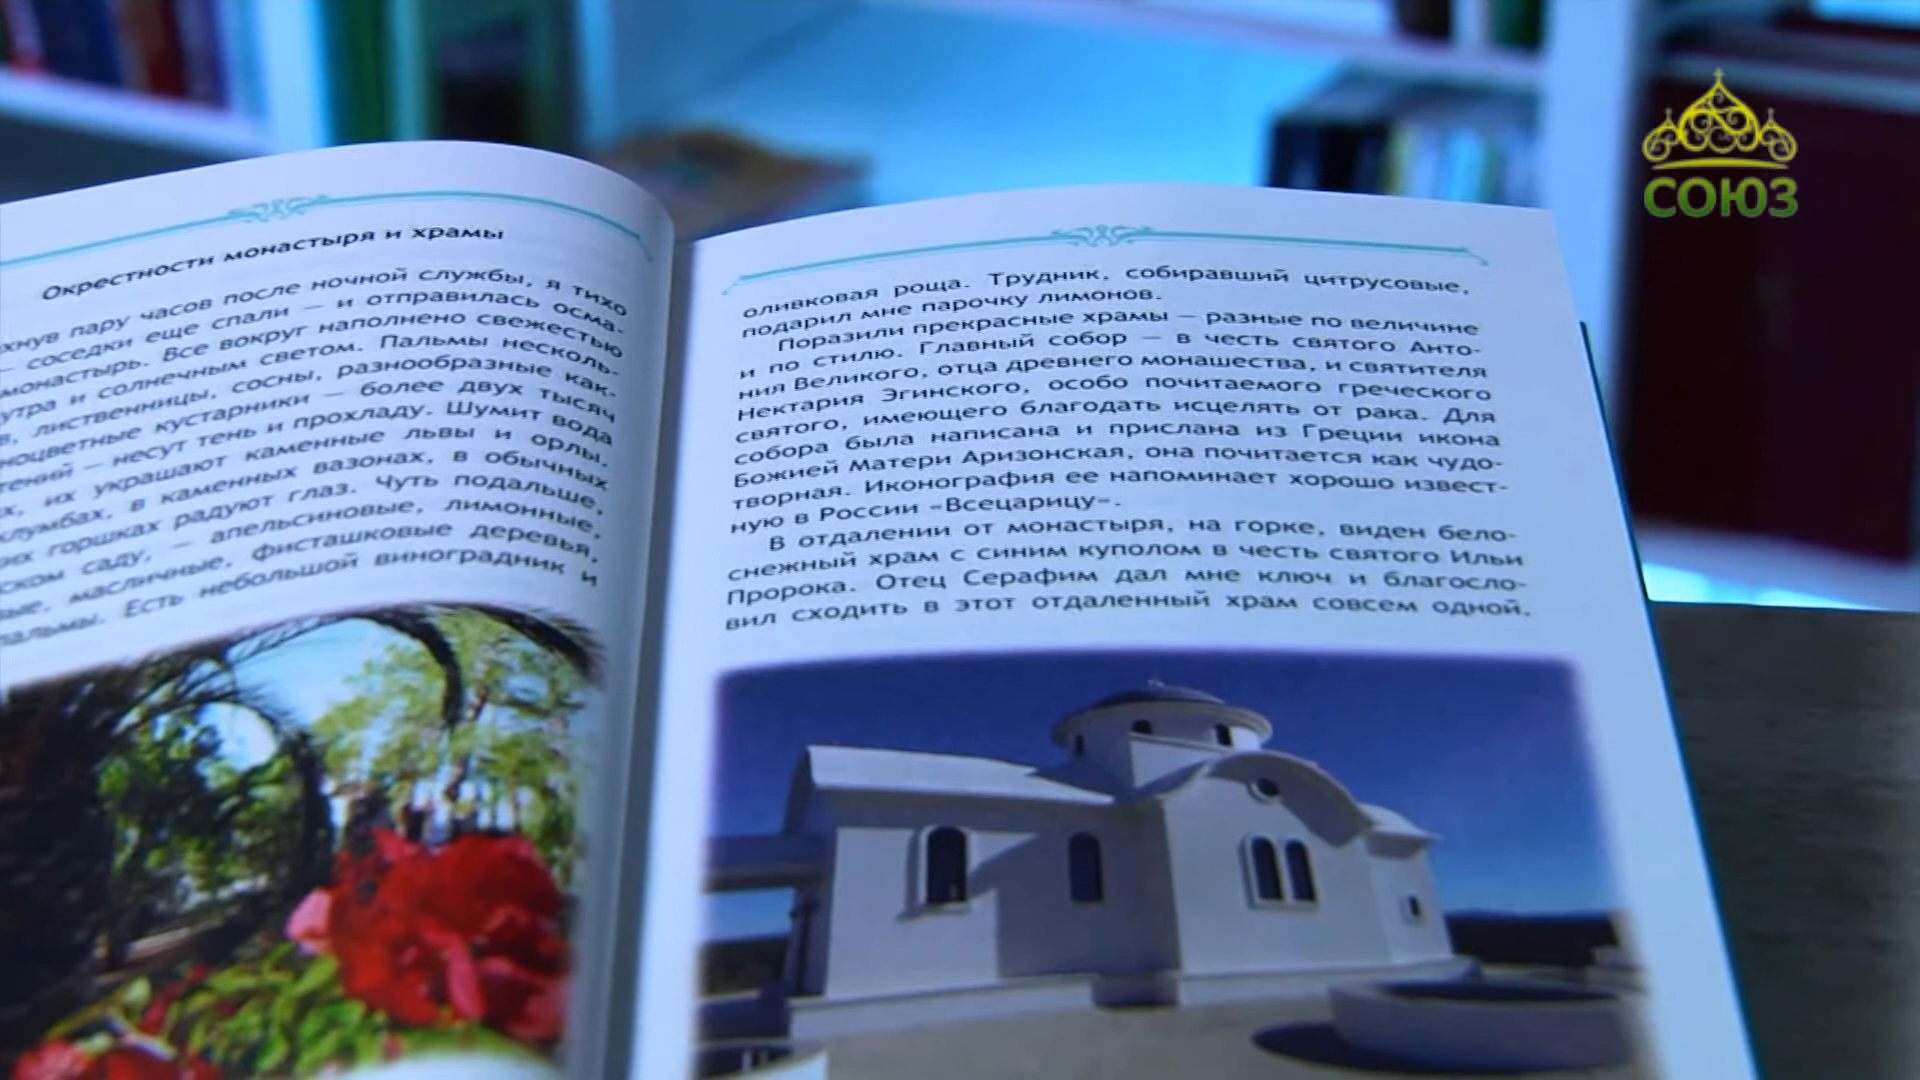 Окрестности монастыря и храмы
пару часов после ночной службы, я тихо
— соседки еще спали — и отправилась осма-
монастырь. Все вокруг наполнено свежестью
утра и солнечным светом. Пальмы несколь-
лиственницы, сосны, разнообразные как-
кустарники — более двух тысяч
— несут тень и прохладу. Шумит вода
их украшают каменные львы и орлы.
клумбах, в каменных вазонах, в обычных
горшках радуют глаз. Чуть подальше,
саду, — апельсиновые, лимонные,
масличные, фисташковые деревья,
пальмы. Есть небольшой виноградник и
оливковая роща. Трудник, собиравший цитрусовые,
подарил мне парочку лимонов.
Поразили прекрасные храмы — разные по величине
и по стилю. Главный собор — в честь святого Анто-
ния Великого, отца древнего монашества, и святителя
Нектария Эгинского, особо почитаемого греческого
святого, имеющего благодать исцелять от рака. Для
собора была написана и прислана из Греции икона
Божией Матери Аризонская, она почитается как чудо-
творная. Иконография ее напоминает хорошо извест-
ную в России «Всецарицу».
В отдалении от монастыря, на горке, виден бело-
снежный храм с синим куполом в честь святого Ильи
Пророка. Отец Серафим дал мне ключ и благосло-
вил сходить в этот отдаленный храм совсем одной.
СОЮЗ